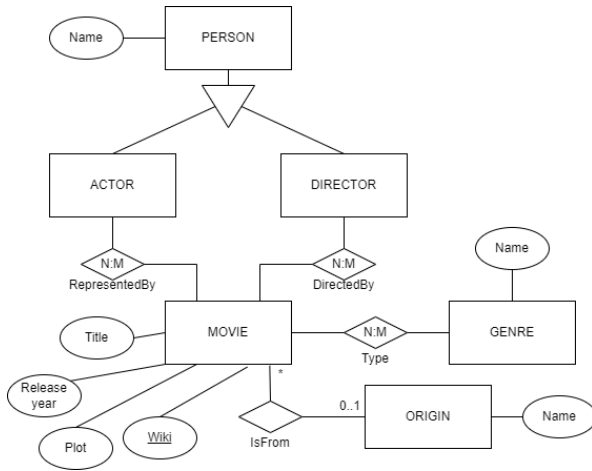 Name
PERSON
ACTOR
DIRECTOR
N:M
RepresentedBy
N:M
DirectedBy
Name
Title
MOVIE
N:M
Type
GENRE
Release
year
Plot
Wiki
*
IsFrom
0..1
ORIGIN
Name